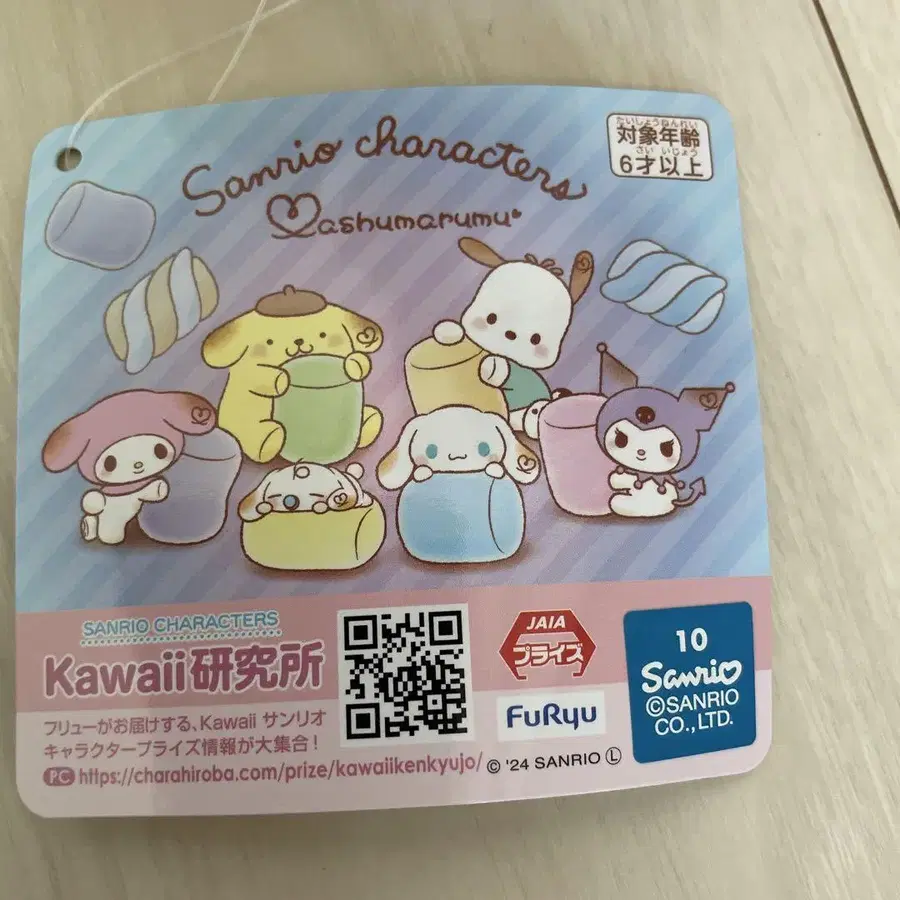 Sanrio characters
Mashumarumu
たいしょうねんれい
対象年齢
さい いじょう
6才以上
SANRIO CHARACTERS
Kawaii研究所
フリューがお届けする、Kawaii サンリオ
キャラクタープライズ情報が大集合！
PC https://charahiroba.com/prize/kawaiikenkyujo/
JAIA
プライズ
FuRyu
© '24 SANRIO Ⓛ
10
Sanrio
©SANRIO
CO., LTD.